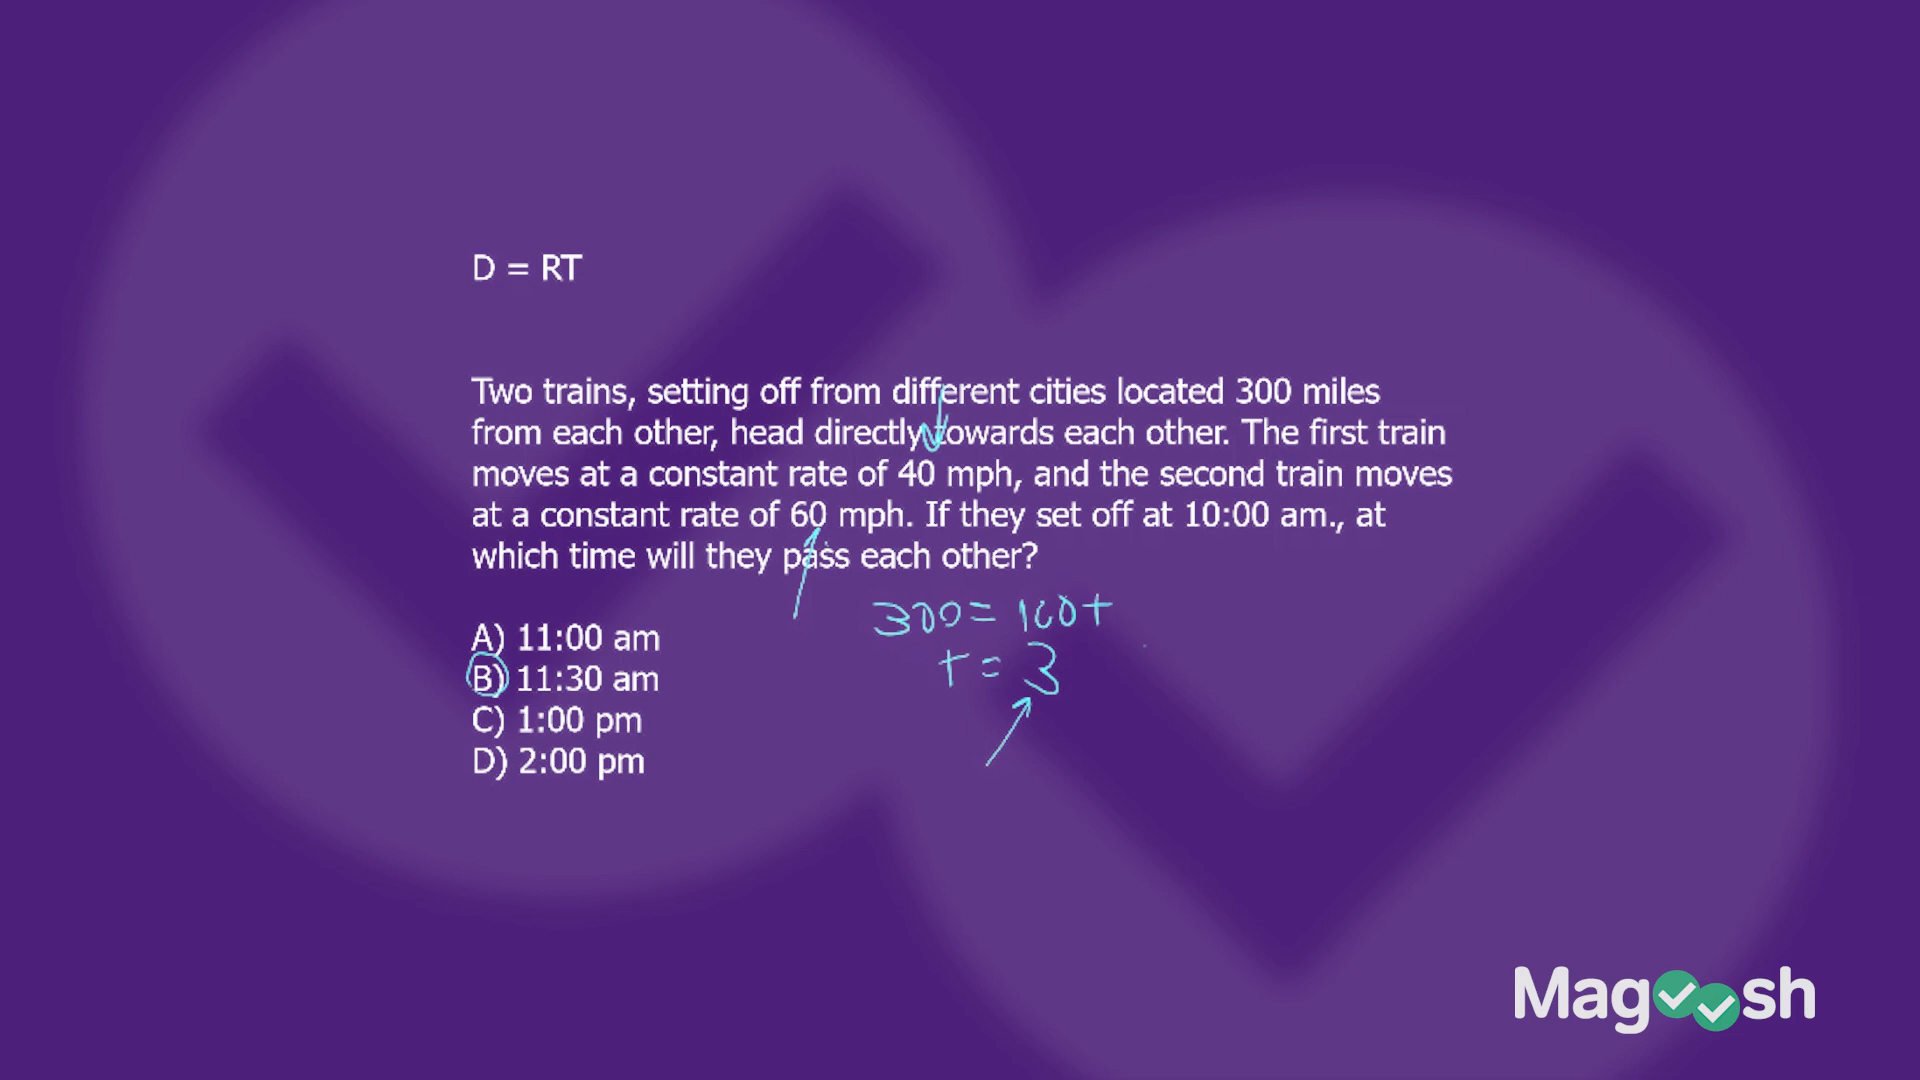 D = RT
Two trains, setting off from different cities located 300 miles
from each other, head directly towards each other. The first train
moves at a constant rate of 40 mph, and the second train moves
at a constant rate of 60 mph. If they set off at 10:00 am., at
which time will they pass each other?
300 = 100t
t = 3
A) 11:00 am
B) 11:30 am
C) 1:00 pm
D) 2:00 pm
Magoosh